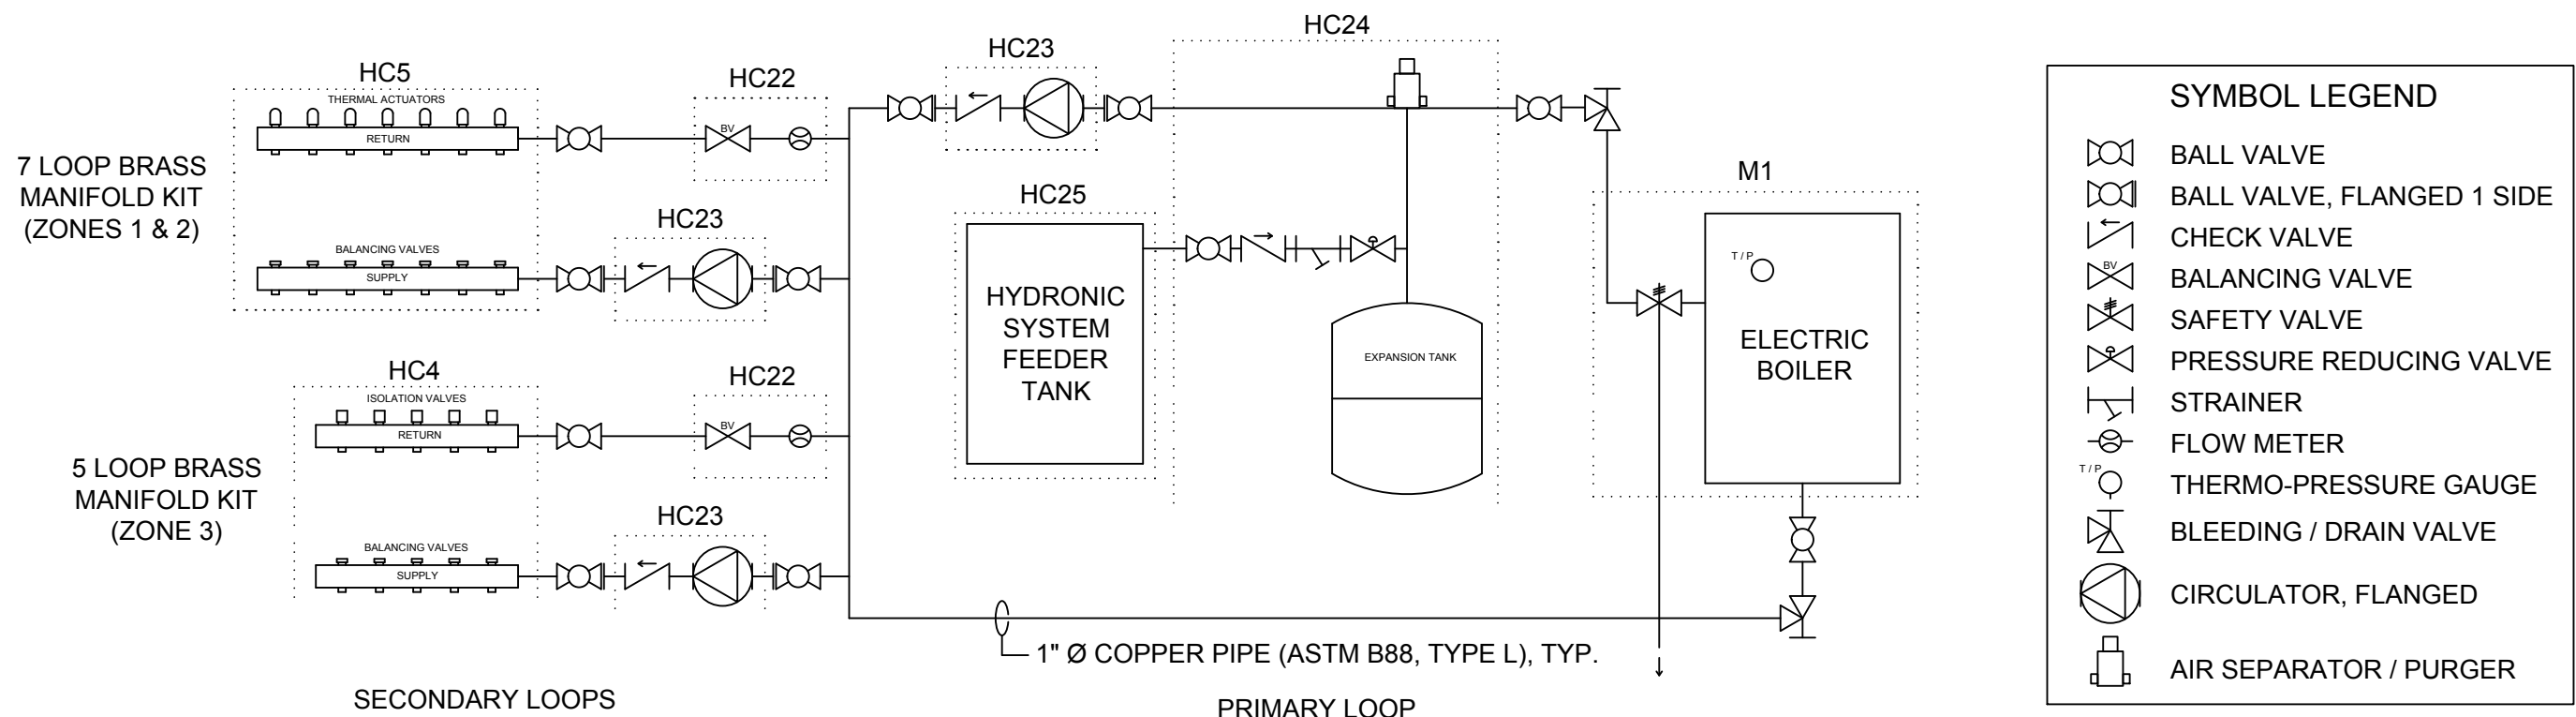 HC24
HC23
HC5
HC22
THERMAL ACTUATORS
BV
RETURN
7 LOOP BRASS
MANIFOLD KIT
(ZONES 1 & 2)
HC23
BALANCING VALVES
SUPPLY
HC25
HYDRONIC
SYSTEM
FEEDER
TANK
EXPANSION TANK
M1
T / P
ELECTRIC
BOILER
HC4
HC22
ISOLATION VALVES
BV
RETURN
5 LOOP BRASS
MANIFOLD KIT
(ZONE 3)
HC23
BALANCING VALVES
SUPPLY
1" Ø COPPER PIPE (ASTM B88, TYPE L), TYP.
SECONDARY LOOPS
PRIMARY LOOP
SYMBOL LEGEND
BALL VALVE
BALL VALVE, FLANGED 1 SIDE
CHECK VALVE
BV
BALANCING VALVE
SAFETY VALVE
PRESSURE REDUCING VALVE
STRAINER
FLOW METER
T / P
THERMO-PRESSURE GAUGE
BLEEDING / DRAIN VALVE
CIRCULATOR, FLANGED
AIR SEPARATOR / PURGER